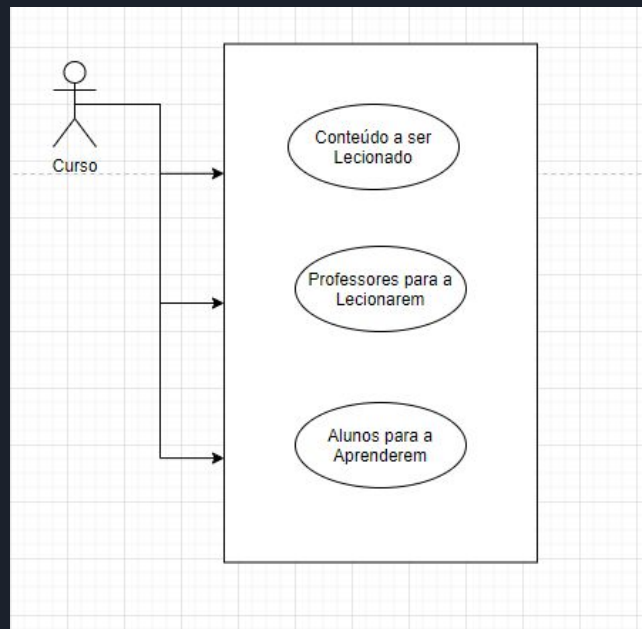 Curso
Conteúdo a ser
Lecionado
Professores para a
Lecionarem
Alunos para a
Aprenderem